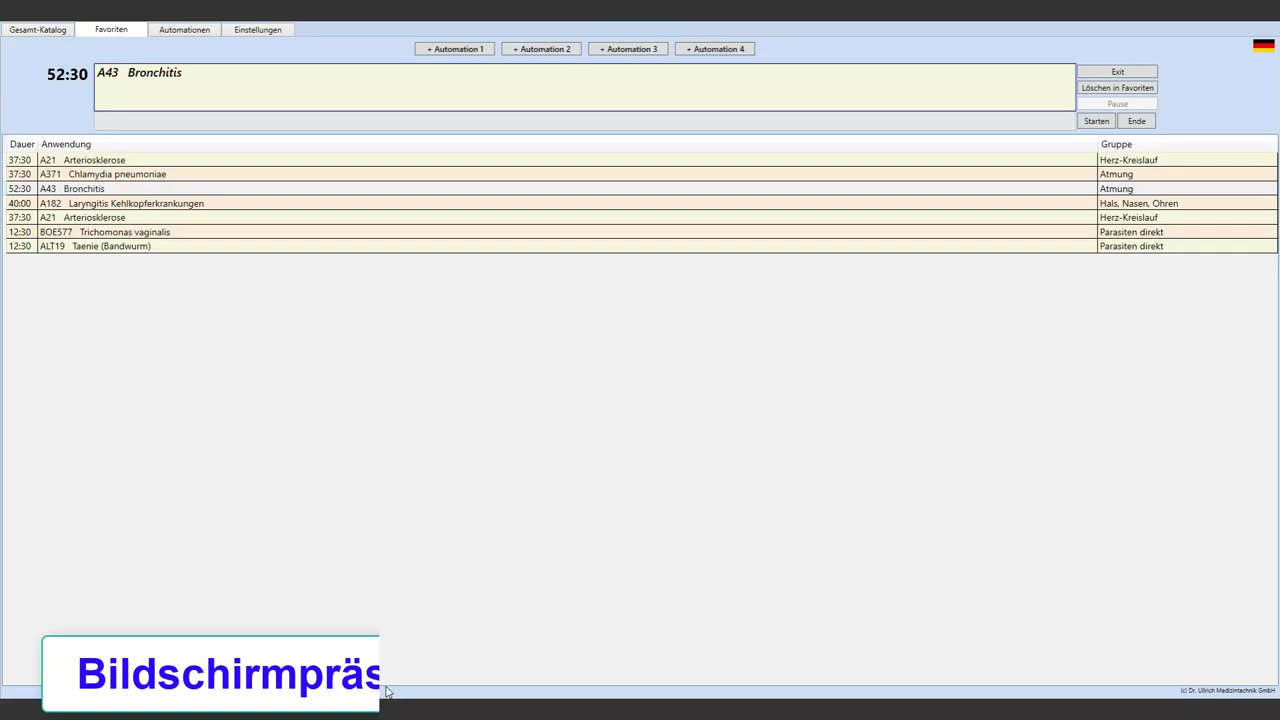 Gesamt-Katalog Favoriten Automationen Einstellungen
+ Automation 1 + Automation 2 + Automation 3 + Automation 4
52:30 A43 Bronchitis
Exit
Löschen in Favoriten
Pause
Starten Ende
Dauer Anwendung Gruppe
37:30 A21 Arteriosklerose Herz-Kreislauf
37:30 A371 Chlamydia pneumoniae Atmung
52:30 A43 Bronchitis Atmung
40:00 A182 Laryngitis Kehlkopferkrankungen Hals, Nasen, Ohren
37:30 A21 Arteriosklerose Herz-Kreislauf
12:30 BOE577 Trichomonas vaginalis Parasiten direkt
12:30 ALT19 Taenie (Bandwurm) Parasiten direkt
Bildschirmpräs
(c) Dr. Ullrich Medizintechnik GmbH